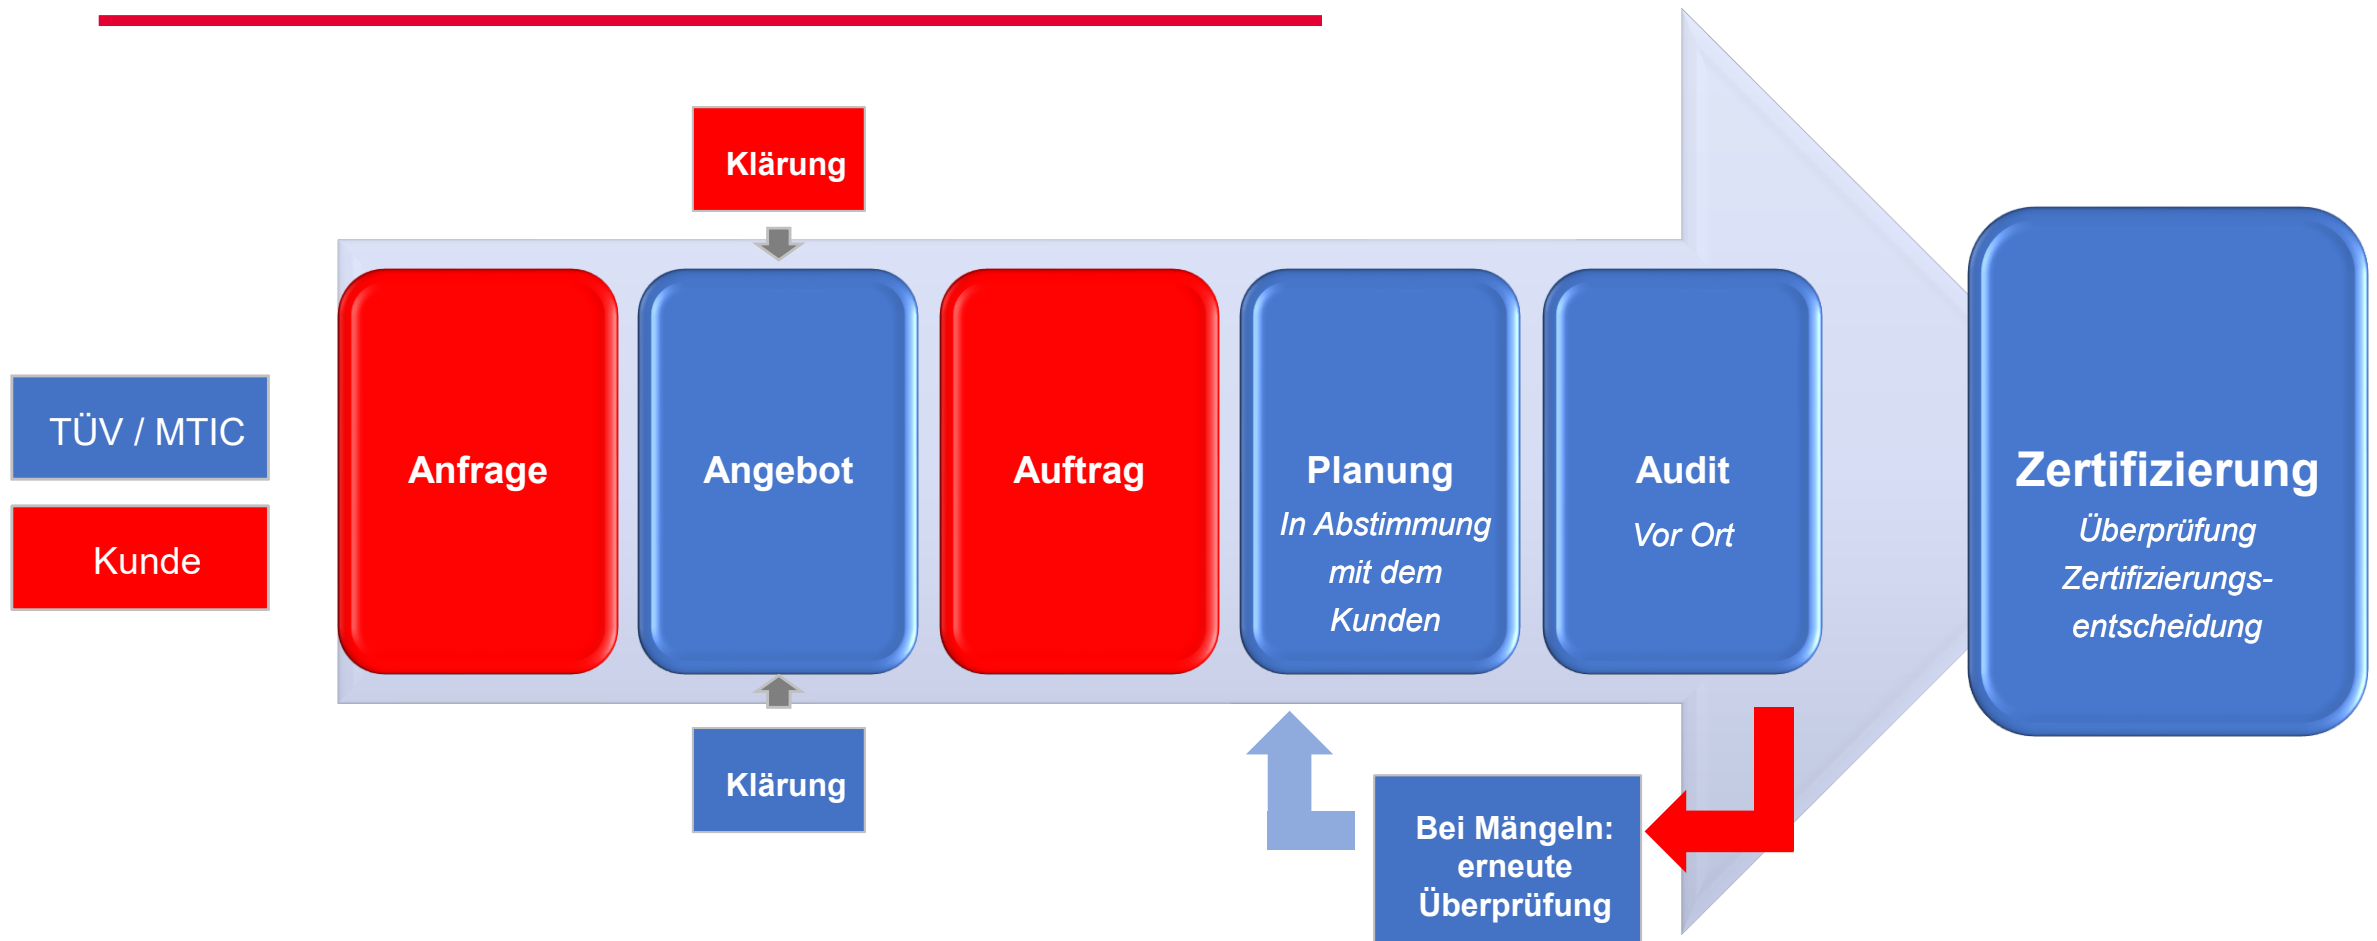 Klärung
TÜV / MTIC
Kunde
Anfrage
Angebot
Auftrag
Planung
In Abstimmung
mit dem
Kunden
Audit
Vor Ort
Zertifizierung
Überprüfung
Zertifizierungs-
entscheidung
Klärung
Bei Mängeln:
erneute
Überprüfung